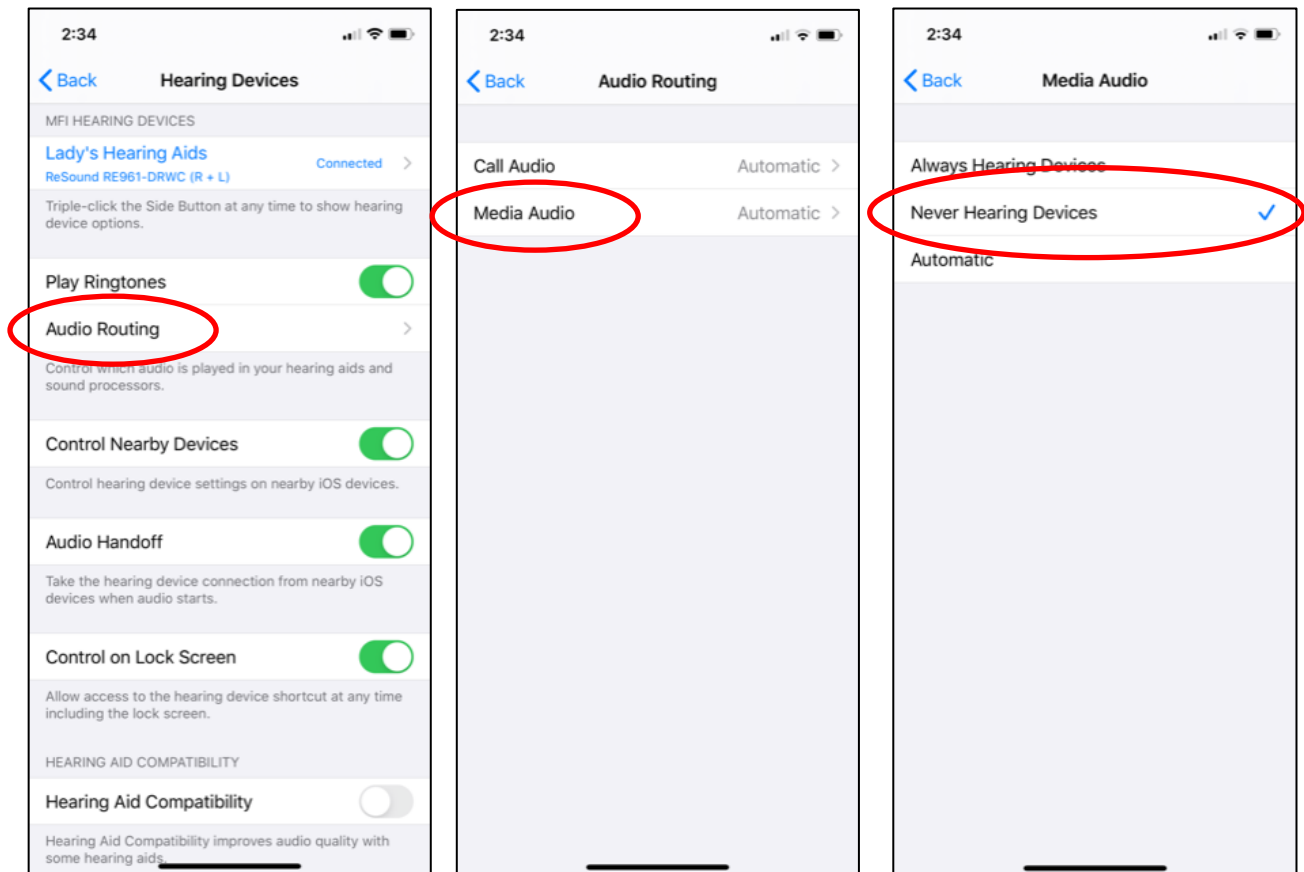 2:34
Back
Hearing Devices
MFI HEARING DEVICES
Lady's Hearing Aids
Connected
ReSound RE961-DRWC (R + L)
Triple-click the Side Button at any time to show hearing
device options.
Play Ringtones
Audio Routing
Control which audio is played in your hearing aids and
sound processors.
Control Nearby Devices
Control hearing device settings on nearby iOS devices.
Audio Handoff
Take the hearing device connection from nearby iOS
devices when audio starts.
Control on Lock Screen
Allow access to the hearing device shortcut at any time
including the lock screen.
HEARING AID COMPATIBILITY
Hearing Aid Compatibility
Hearing Aid Compatibility improves audio quality with
some hearing aids.
2:34
Back
Audio Routing
Call Audio
Automatic
Media Audio
Automatic
2:34
Back
Media Audio
Always Hearing Devices
Never Hearing Devices
Automatic